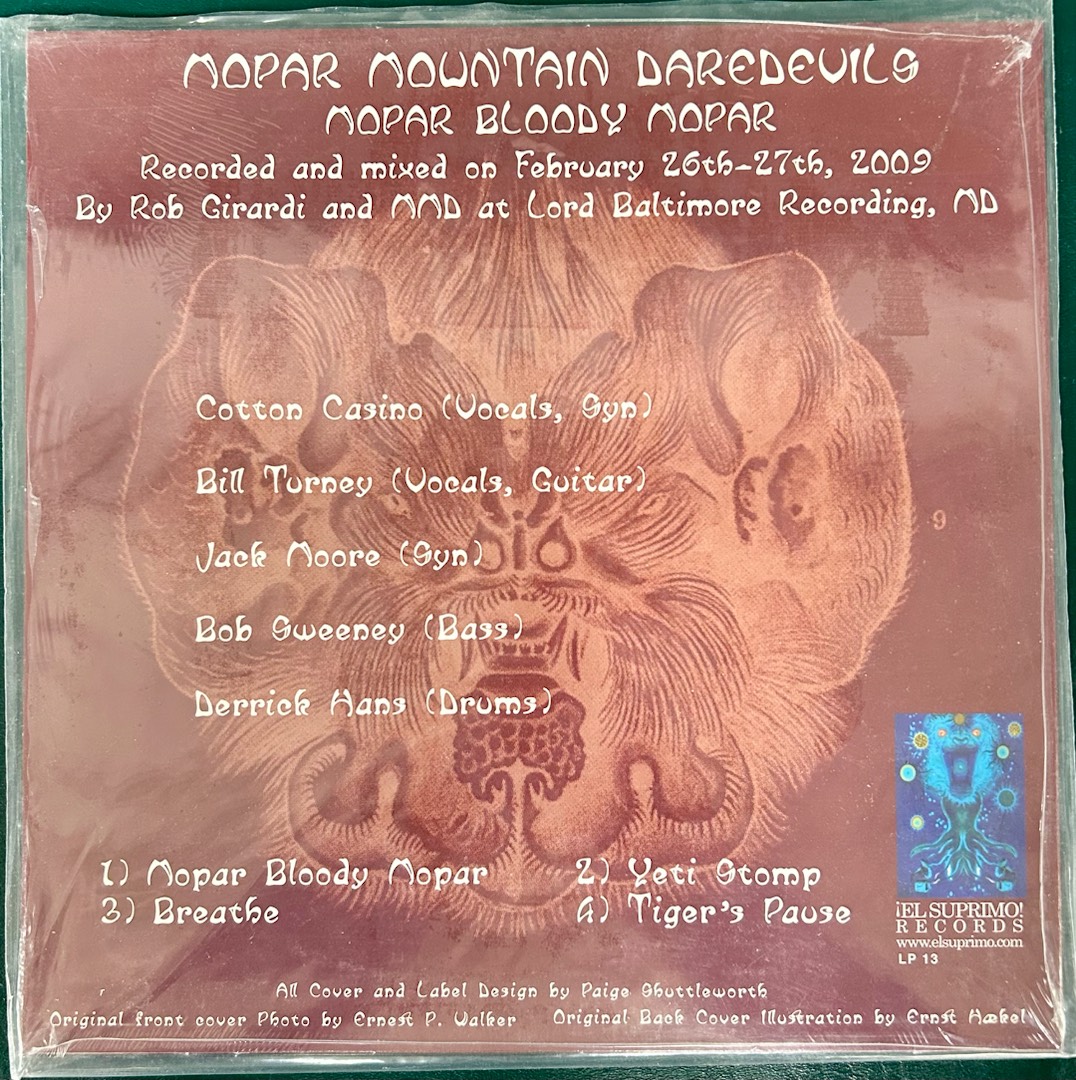 MOPAR MOUNTAIN DAREDEVILS
MOPAR BLOODY MOPAR
Recorded and mixed on February 26th-27th, 2009
By Rob Girardi and MMD at Lord Baltimore Recording, MD
Cotton Casino (Vocals, Syn)
Bill Turney (Vocals, Guitar)
Jack Moore (Syn)
9
Bob Sweeney (Bass)
Derrick Hans (Drums)
1) Mopar Bloody Mopar
2) Yeti Stomp
3) Breathe
4) Tiger's Pause
¡EL SUPRIMO!
RECORDS
www.elsuprimo.com
LP 13
All Cover and Label Design by Paige Shuttleworth
Original front cover Photo by Ernest P. Walker
Original Back Cover Illustration by Ernst Hækel